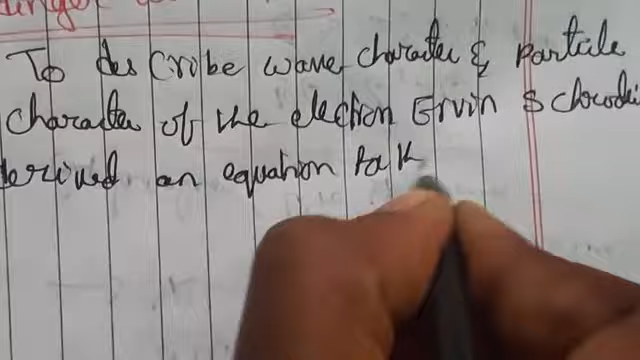 To describe wave character & Particle
character of the electron Ervin Schrodi
derived an equation tak